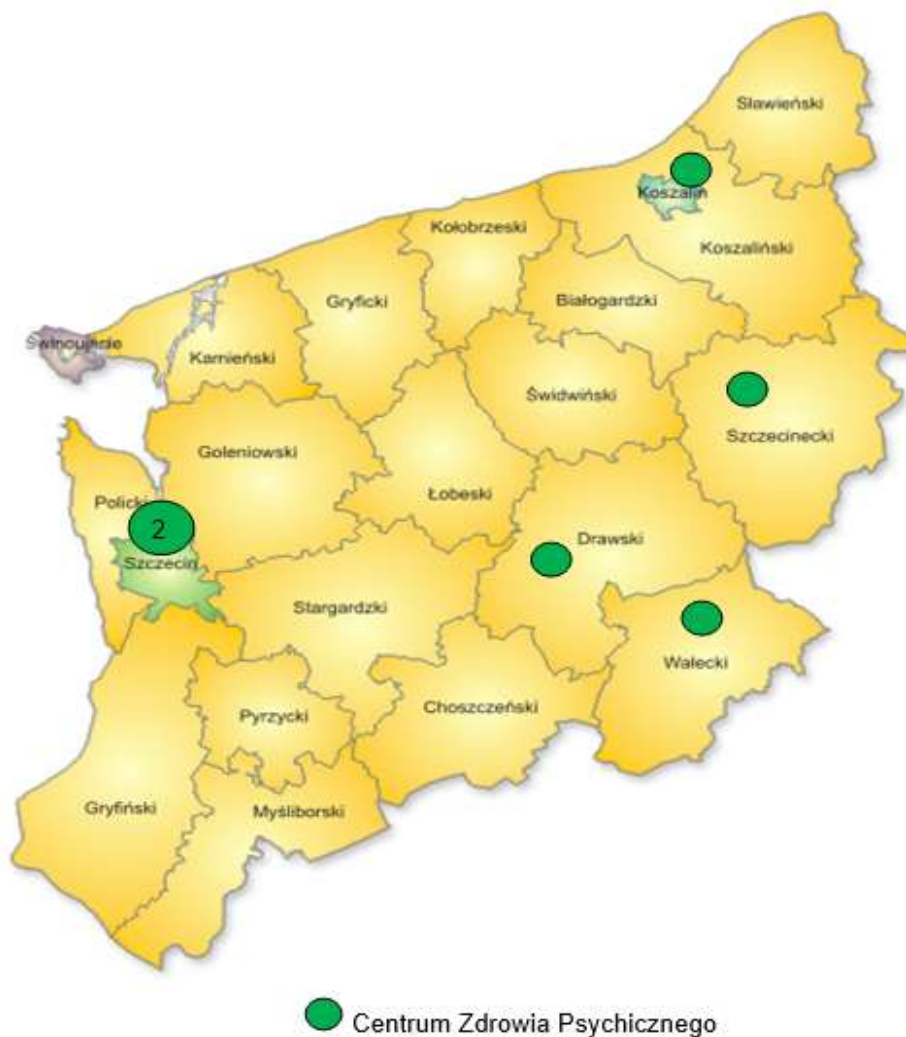 Sławieński
Koszalin
Koszaliński
Kołobrzeski
Białogardzki
Gryficki
Świnoujście
Kamieński
Świdwiński
Szczecinecki
Goleniowski
Łobeski
Policki
2
Szczecin
Drawski
Stargardzki
Wałecki
Choszczeński
Pyrzycki
Gryfiński
Myśliborski
Centrum Zdrowia Psychicznego